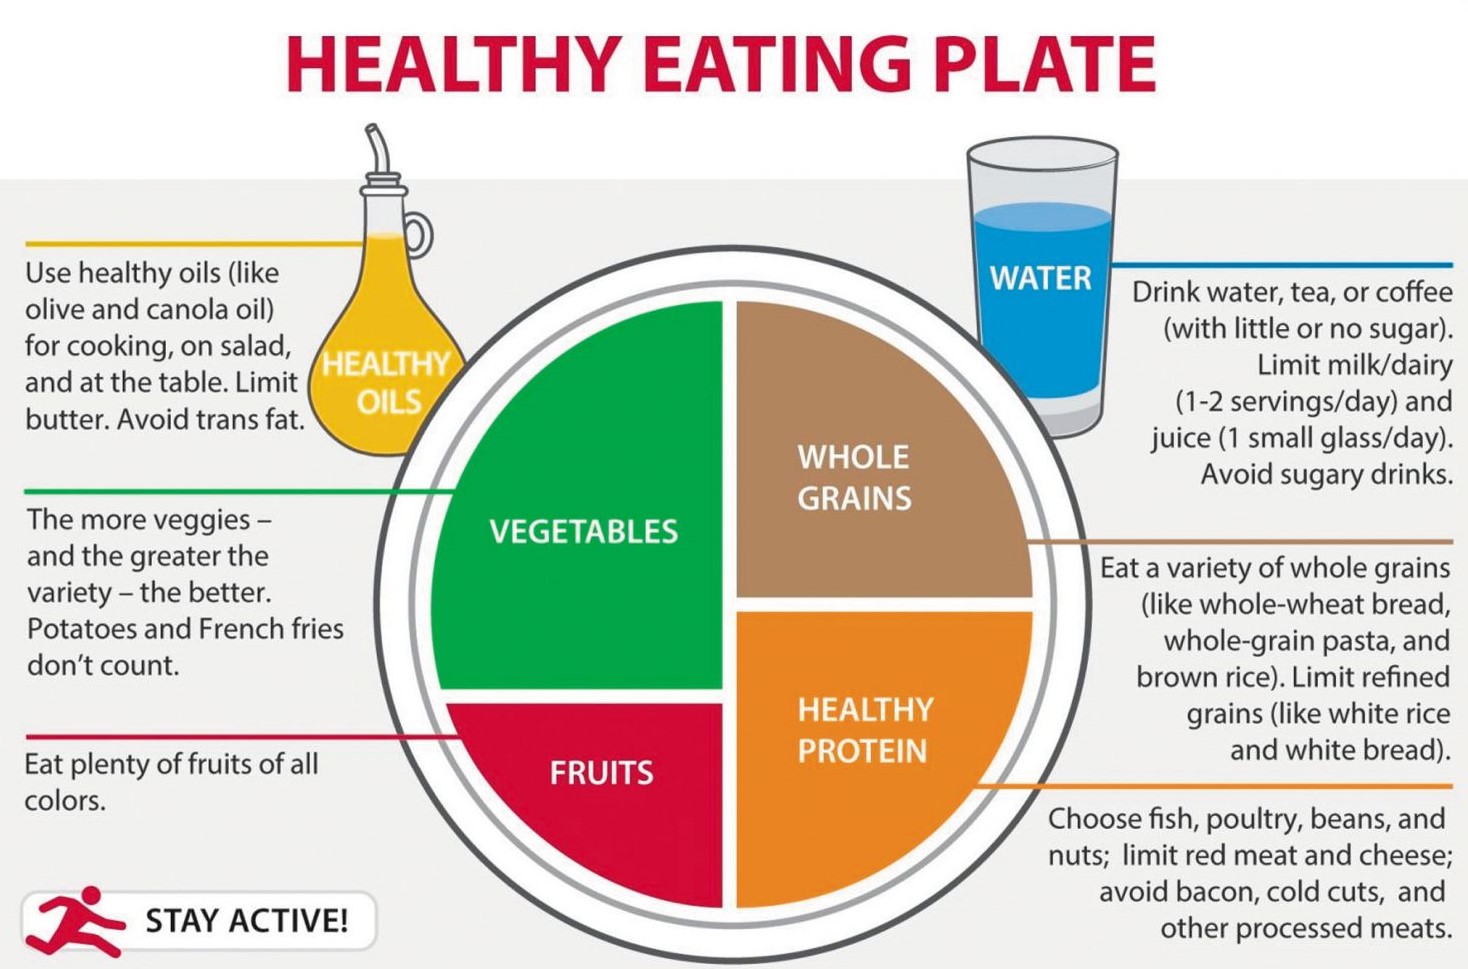 HEALTHY EATING PLATE
Use healthy oils (like
olive and canola oil)
for cooking, on salad,
and at the table. Limit
butter. Avoid trans fat.
HEALTHY
OILS
WATER
Drink water, tea, or coffee
(with little or no sugar).
Limit milk/dairy
(1-2 servings/day) and
juice (1 small glass/day).
Avoid sugary drinks.
The more veggies –
and the greater the
variety – the better.
Potatoes and French fries
don’t count.
VEGETABLES
WHOLE
GRAINS
Eat a variety of whole grains
(like whole-wheat bread,
whole-grain pasta, and
brown rice). Limit refined
grains (like white rice
and white bread).
Eat plenty of fruits of all
colors.
FRUITS
HEALTHY
PROTEIN
Choose fish, poultry, beans, and
nuts; limit red meat and cheese;
avoid bacon, cold cuts, and
other processed meats.
STAY ACTIVE!